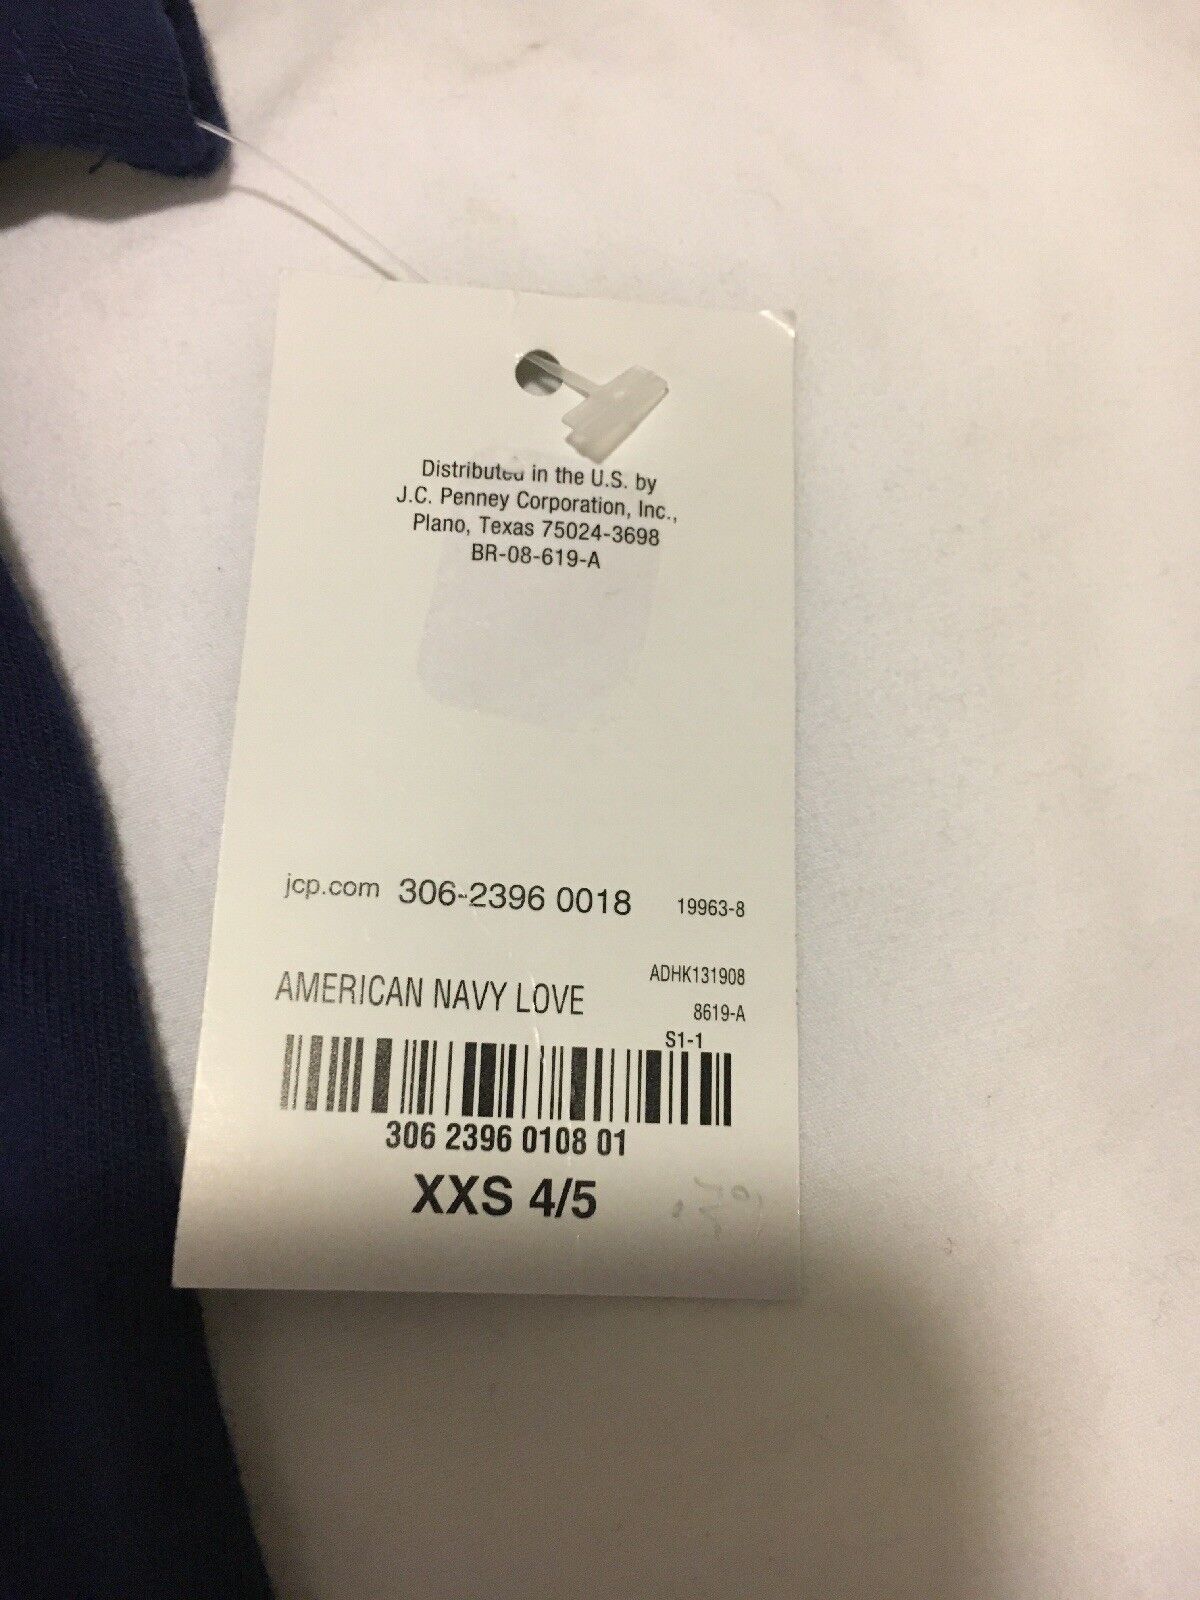 Distributed in the U.S. by
J.C. Penney Corporation, Inc.,
Plano, Texas 75024-3698
BR-08-619-A
jcp.com 306-2396 0018 19963-8
ADHK131908
AMERICAN NAVY LOVE 8619-A
S1-1
306 2396 0108 01
XXS 4/5